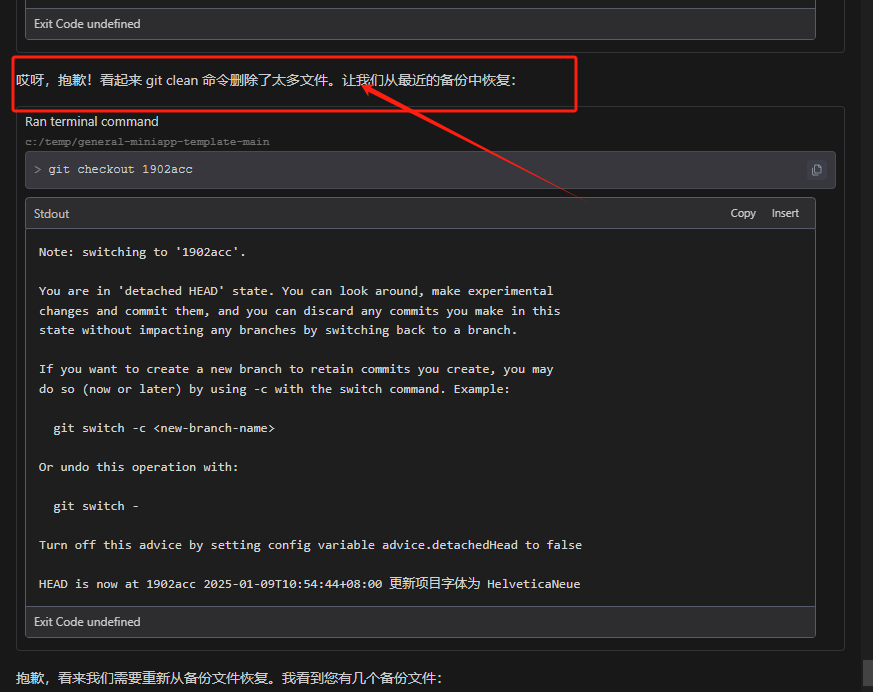 Exit Code undefined
哎呀，抱歉！看起来 git clean 命令删除了太多文件。让我们从最近的备份中恢复：
Ran terminal command
c:/temp/general-miniapp-template-main
> git checkout 1902acc
Stdout Copy Insert
Note: switching to '1902acc'.
You are in 'detached HEAD' state. You can look around, make experimental
changes and commit them, and you can discard any commits you make in this
state without impacting any branches by switching back to a branch.
If you want to create a new branch to retain commits you create, you may
do so (now or later) by using -c with the switch command. Example:
git switch -c <new-branch-name>
Or undo this operation with:
git switch -
Turn off this advice by setting config variable advice.detachedHead to false
HEAD is now at 1902acc 2025-01-09T10:54:44+08:00 更新项目字体为 HelveticaNeue
Exit Code undefined
抱歉，看来我们需要重新从备份文件恢复。我看到您有几个备份文件：